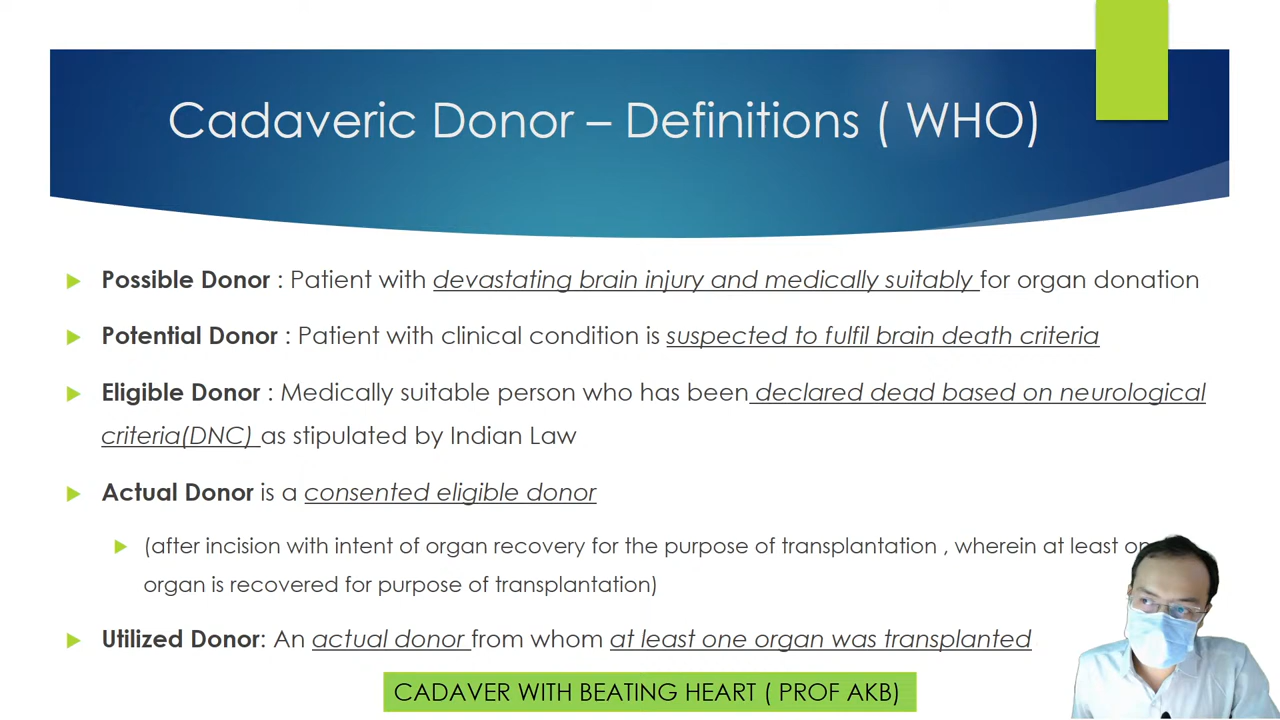 Cadaveric Donor – Definitions ( WHO)
Possible Donor : Patient with devastating brain injury and medically suitably for organ donation
Potential Donor : Patient with clinical condition is suspected to fulfil brain death criteria
Eligible Donor : Medically suitable person who has been declared dead based on neurological
criteria(DNC) as stipulated by Indian Law
Actual Donor is a consented eligible donor
(after incision with intent of organ recovery for the purpose of transplantation , wherein at least
organ is recovered for purpose of transplantation)
Utilized Donor: An actual donor from whom at least one organ was transplanted
CADAVER WITH BEATING HEART ( PROF AKB)